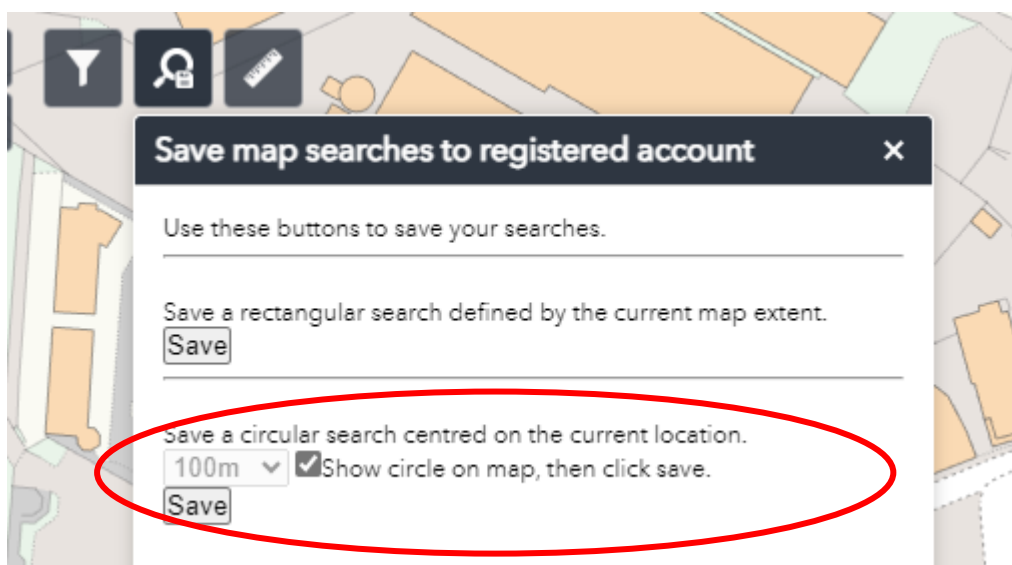 Save map searches to registered account ×
Use these buttons to save your searches.
Save a rectangular search defined by the current map extent.
Save
Save a circular search centred on the current location.
100m Show circle on map, then click save.
Save